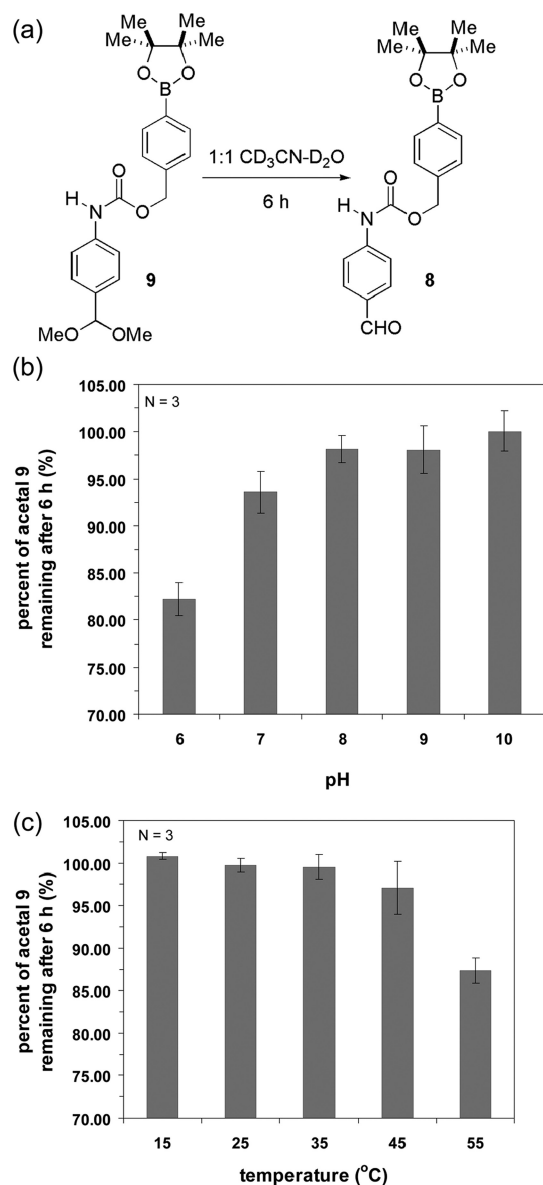 (a)
Me Me Me Me
Me Me Me Me
O O
O O
B
B
1:1 CD3CN-D2O
6 h
O
H N O
O
H N O
9
8
MeO OMe
CHO
(b)
105.00
N = 3
100.00
95.00
90.00
85.00
80.00
75.00
70.00
percent of acetal 9
remaining after 6 h (%)
6 7 8 9 10
pH
(c)
105.00
N = 3
100.00
95.00
90.00
85.00
80.00
75.00
70.00
percent of acetal 9
remaining after 6 h (%)
15 25 35 45 55
temperature (°C)